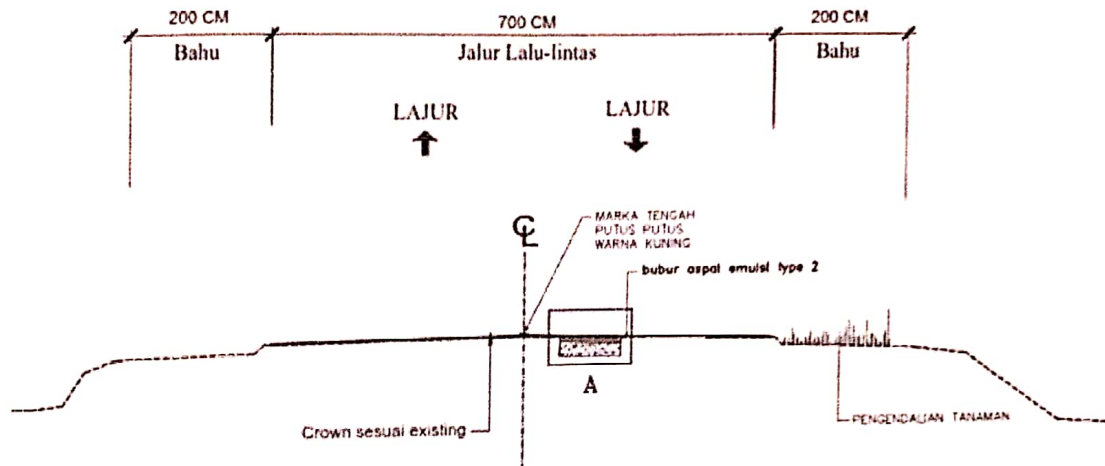 200 CM
700 CM
200 CM
Bahu
Jalur Lalu-lintas
Bahu
LAJUR
LAJUR
CL
MARKA TENGAH
PUTUS PUTUS
WARNA KUNING
bubur aspal emulsi type 2
A
Crown sesuai existing
PENGENDALIAN TANAMAN